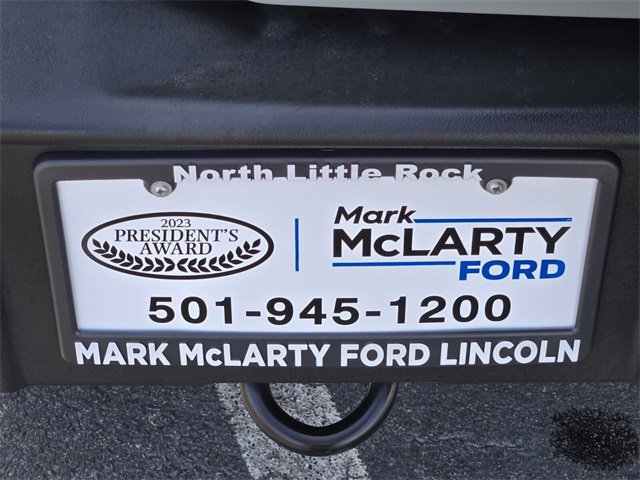 North Little Rock
2023
PRESIDENT'S
AWARD
Mark
McLARTY
FORD
501-945-1200
MARK McLARTY FORD LINCOLN